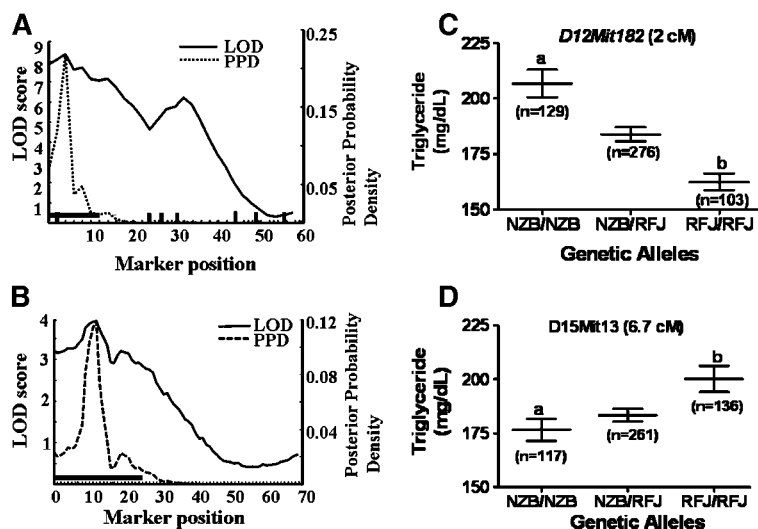 A
LOD
PPD
9
8
7
6
5
4
3
2
1
LOD score
0.25
0.20
0.15
0.10
0.05
Posterior Probability
Density
10
20
30
40
50
60
Marker position
B
LOD
PPD
4
3
2
1
LOD score
0.12
0.08
0.04
Posterior Probability
Density
0
10
20
30
40
50
60
70
Marker position
C
D12Mit182 (2 cM)
225
200
175
150
Triglyceride
(mg/dL)
a
(n=129)
(n=276)
b
(n=103)
NZB/NZB
NZB/RFJ
RFJ/RFJ
Genetic Alleles
D
D15Mit13 (6.7 cM)
225
200
175
150
Triglyceride
(mg/dL)
a
(n=117)
(n=261)
b
(n=136)
NZB/NZB
NZB/RFJ
RFJ/RFJ
Genetic Alleles